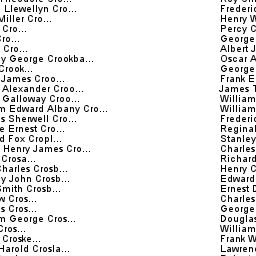 Llewellyn Cro... Frederic
Miller Cro... Henry W
Cro... Percy C
ro... George
Cro... Albert J
y George Crookba... Oscar A
Crook... George
James Croo... Frank E
Alexander Croo... James T
Galloway Croo... William
m Edward Albany Cro... William
s Sherwell Cro... Frederic
e Ernest Cro... Reginal
d Fox Cropl... Stanley
Henry James Cro... Charles
Crosa... Richard
Charles Crosb... Henry C
y John Crosb... Edward
Smith Crosb... Ernest D
w Cros... Charles
s Cros... George
m George Cros... Douglas
Cros... William
Croske... Frank W
Harold Crosla... Lawren